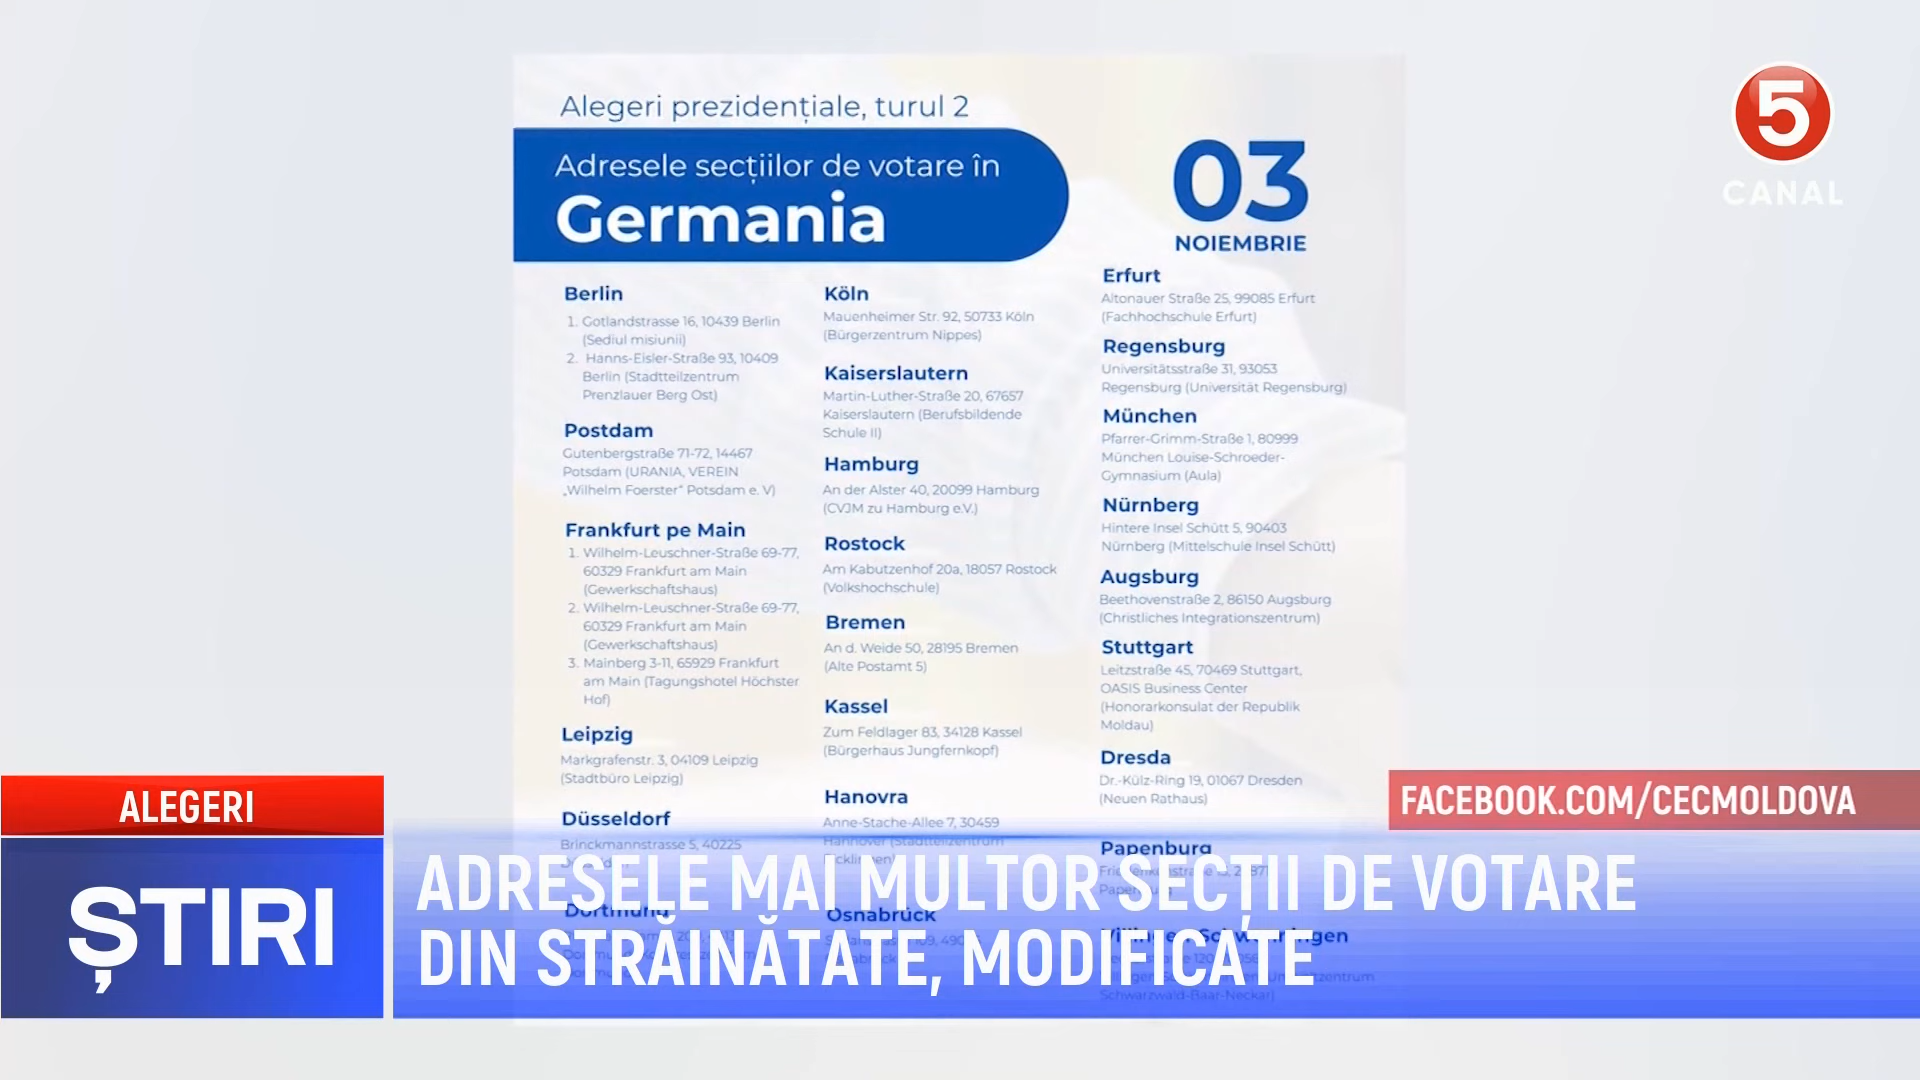 Alegeri prezidențiale, turul 2
Adresele secțiilor de votare în
Germania
03
NOIEMBRIE
5
CANAL
Berlin
1. Gotlandstrasse 16, 10439 Berlin
(Sediul misiunii)
2. Hanns-Eisler-Straße 93, 10409
Berlin (Stadtteilzentrum
Prenzlauer Berg Ost)
Postdam
Gutenbergstraße 71-72, 14467
Potsdam (URANIA, VEREIN
„Wilhelm Foerster" Potsdam e. V)
Frankfurt pe Main
1. Wilhelm-Leuschner-Straße 69-77,
60329 Frankfurt am Main
(Gewerkschaftshaus)
2. Wilhelm-Leuschner-Straße 69-77,
60329 Frankfurt am Main
(Gewerkschaftshaus)
3. Mainberg 3-11, 65929 Frankfurt
am Main (Tagungshotel Höchster
Hof)
Leipzig
Markgrafenstr. 3, 04109 Leipzig
(Stadtbüro Leipzig)
Düsseldorf
Brinckmannstrasse 5, 40225
Dortmund
Köln
Mauenheimer Str. 92, 50733 Köln
(Bürgerzentrum Nippes)
Kaiserslautern
Martin-Luther-Straße 20, 67657
Kaiserslautern (Berufsbildende
Schule II)
Hamburg
An der Alster 40, 20099 Hamburg
(CVJM zu Hamburg e.V.)
Rostock
Am Kabutzenhof 20a, 18057 Rostock
(Volkshochschule)
Bremen
An d. Weide 50, 28195 Bremen
(Alte Postamt 5)
Kassel
Zum Feldlager 83, 34128 Kassel
(Bürgerhaus Jungfernkopf)
Hanovra
Anne-Stache-Allee 7, 30459
Hannover (Stadtteilzentrum
Osnabrück
Erfurt
Altonauer Straße 25, 99085 Erfurt
(Fachhochschule Erfurt)
Regensburg
Universitätsstraße 31, 93053
Regensburg (Universität Regensburg)
München
Pfarrer-Grimm-Straße 1, 80999
München Louise-Schroeder-
Gymnasium (Aula)
Nürnberg
Hintere Insel Schütt 5, 90403
Nürnberg (Mittelschule Insel Schütt)
Augsburg
Beethovenstraße 2, 86150 Augsburg
(Christliches Integrationszentrum)
Stuttgart
Leitzstraße 45, 70469 Stuttgart,
OASIS Business Center
(Honorarkonsulat der Republik
Moldau)
Dresda
Dr.-Külz-Ring 19, 01067 Dresden
(Neuen Rathaus)
Papenburg
Schwarzwald-Baar-Neckar)
FACEBOOK.COM/CECMOLDOVA
ALEGERI
ȘTIRI
ADRESELE MAI MULTOR SECȚII DE VOTARE
DIN STRĂINĂTATE, MODIFICATE